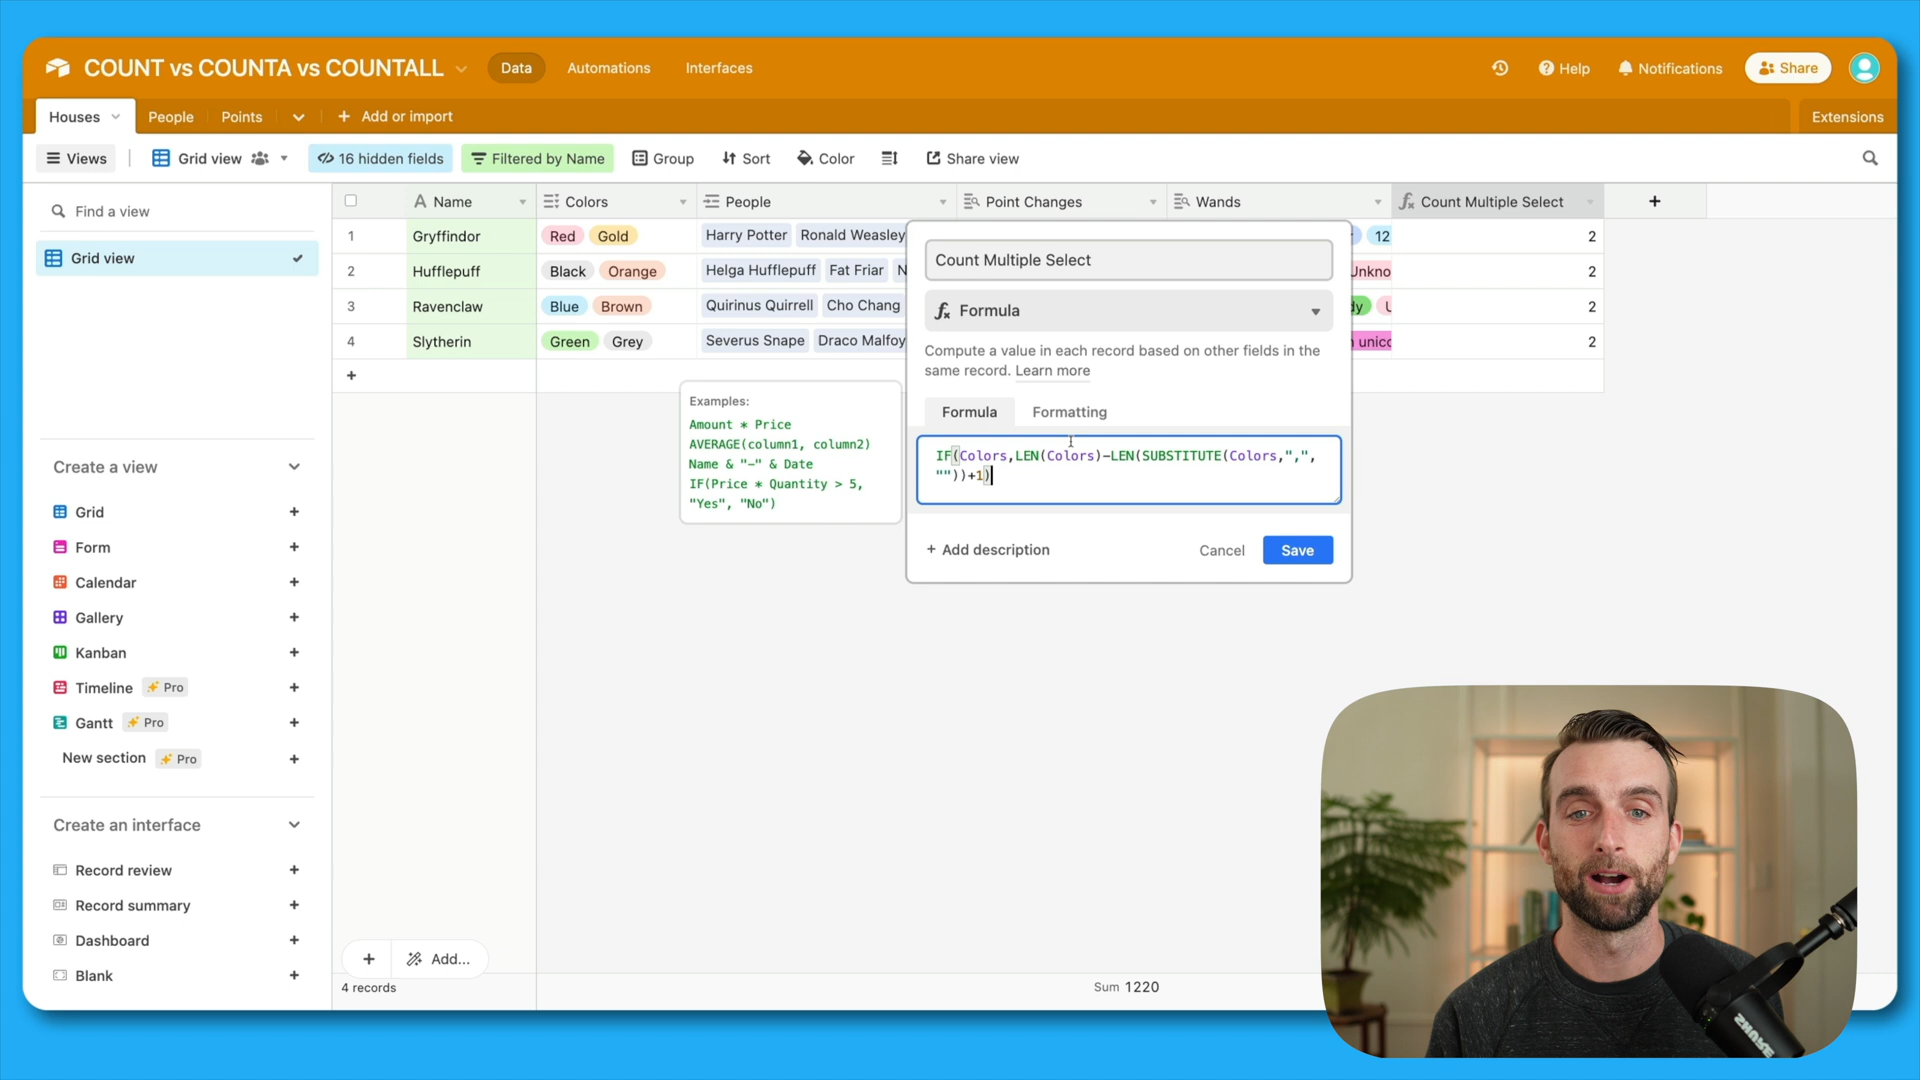 COUNT vs COUNTA vs COUNTALL
Data
Automations
Interfaces
Help
Notifications
Share
Houses
People
Points
+ Add or import
Extensions
Views
Grid view
16 hidden fields
Filtered by Name
Group
Sort
Color
Share view
Find a view
Grid view
Name
Colors
People
Point Changes
Wands
Count Multiple Select
+
1 Gryffindor Red Gold Harry Potter Ronald Weasley 12 2
2 Hufflepuff Black Orange Helga Hufflepuff Fat Friar N Unkno 2
3 Ravenclaw Blue Brown Quirinus Quirrell Cho Chang dy U 2
4 Slytherin Green Grey Severus Snape Draco Malfoy unico 2
+
Count Multiple Select
Formula
Compute a value in each record based on other fields in the
same record. Learn more
Formula
Formatting
IF(Colors,LEN(Colors)-LEN(SUBSTITUTE(Colors,",",
""))+1)
+ Add description
Cancel
Save
Examples:
Amount * Price
AVERAGE(column1, column2)
Name & "-" & Date
IF(Price * Quantity > 5,
"Yes", "No")
Create a view
Grid +
Form +
Calendar +
Gallery +
Kanban +
Timeline Pro +
Gantt Pro +
New section Pro +
Create an interface
Record review +
Record summary +
Dashboard +
Blank +
+
Add...
4 records
Sum 1220
SHURE